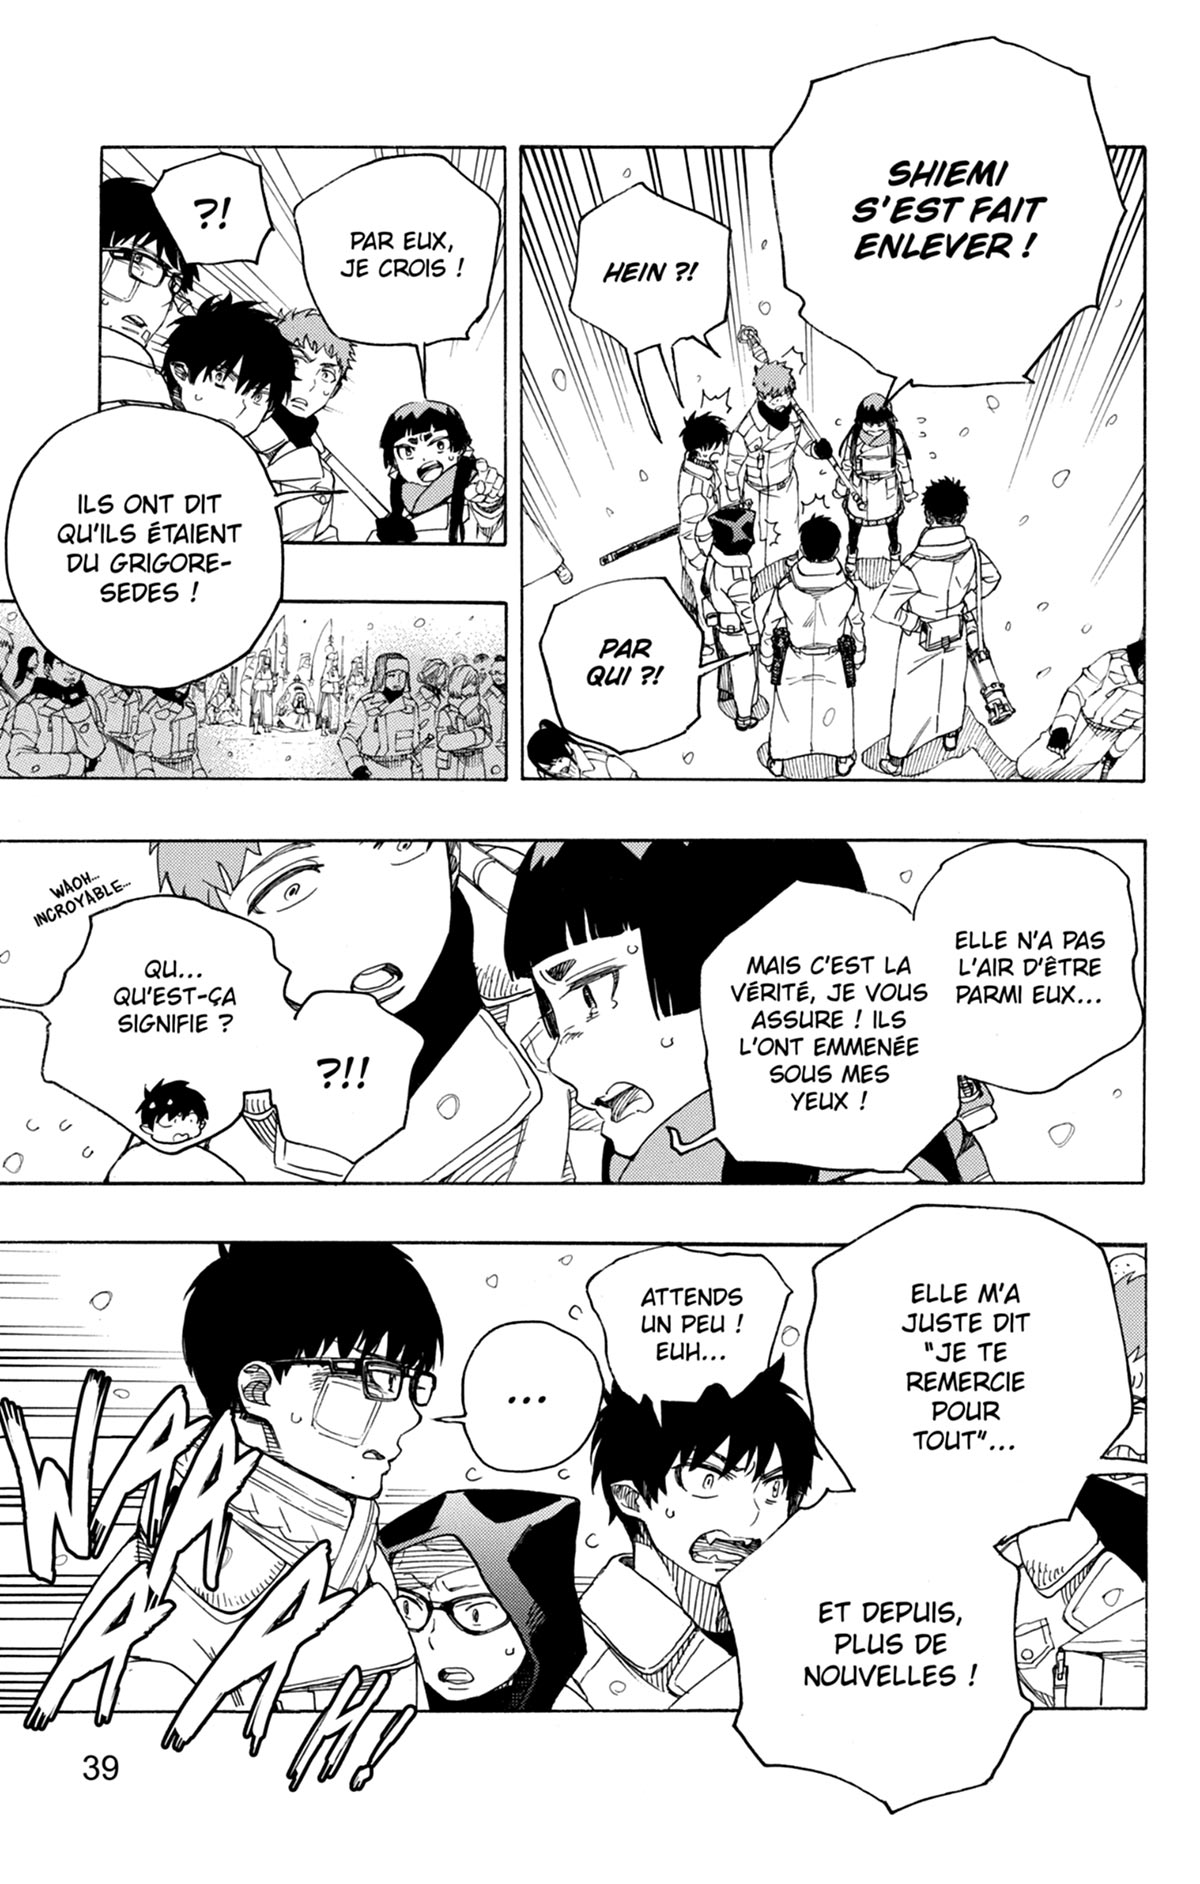 SHIEMI
S'EST FAIT
ENLEVER !
HEIN ?!
PAR
QUI ?!
PAR EUX,
JE CROIS !
?!
ILS ONT DIT
QU'ILS ÉTAIENT
DU GRIGORE-
SEDES !
ELLE N'A PAS
L'AIR D'ÊTRE
PARMI EUX...
MAIS C'EST LA
VÉRITÉ, JE VOUS
ASSURE ! ILS
L'ONT EMMENÉE
SOUS MES
YEUX !
?!!
QU...
QU'EST-ÇA
SIGNIFIE ?
WAOH...
INCROYABLE...
ELLE M'A
JUSTE DIT
"JE TE
REMERCIE
POUR
TOUT"...
ET DEPUIS,
PLUS DE
NOUVELLES !
ATTENDS
UN PEU !
EUH...
...
WAAAAAH!
39